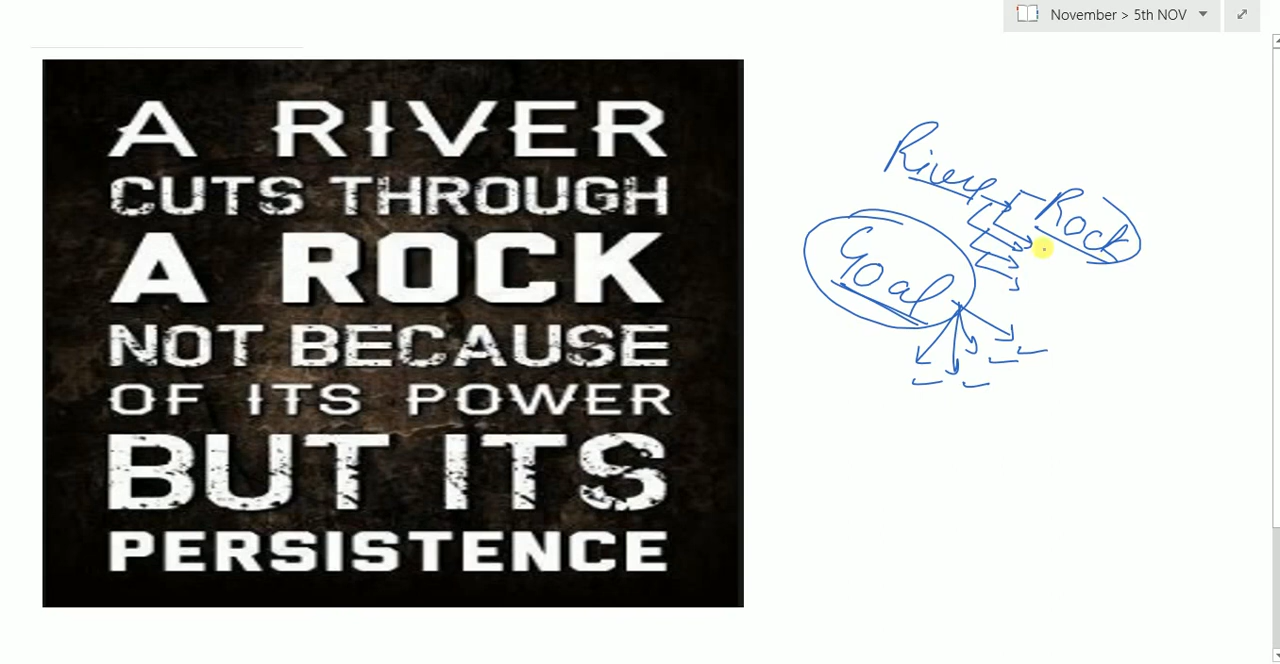 November > 5th NOV
A RIVER
CUTS THROUGH
A ROCK
NOT BECAUSE
OF ITS POWER
BUT ITS
PERSISTENCE
River
Rock
Goal